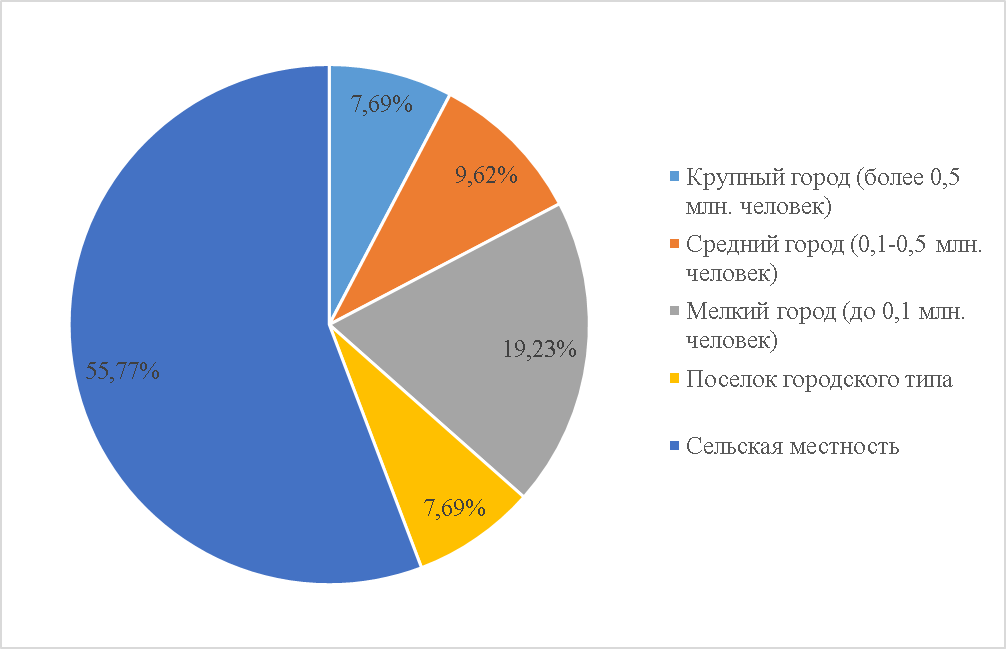 7,69%
9,62%
19,23%
7,69%
55,77%
Крупный город (более 0,5
млн. человек)
Средний город (0,1-0,5 млн.
человек)
Мелкий город (до 0,1 млн.
человек)
Поселок городского типа
Сельская местность